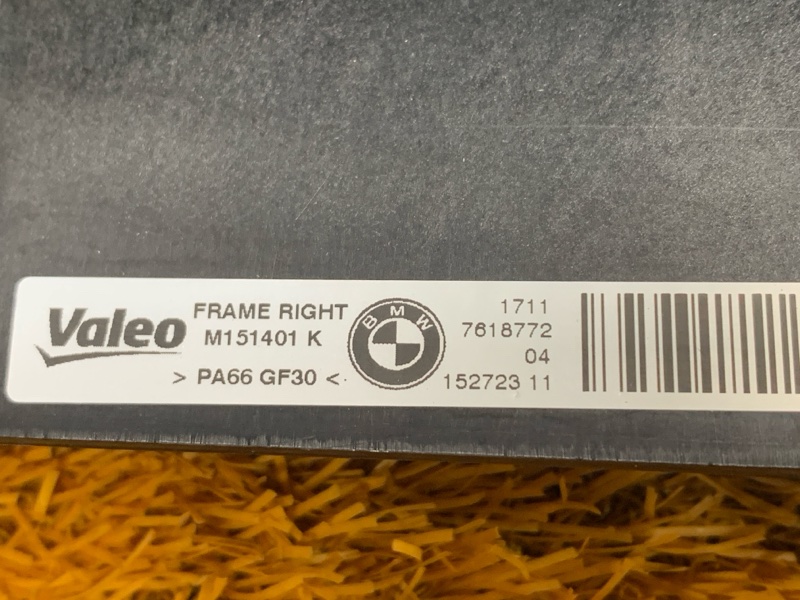 Valeo
FRAME RIGHT
M151401 K
> PA66 GF30 <
BMW
1711
7618772
04
152723 11